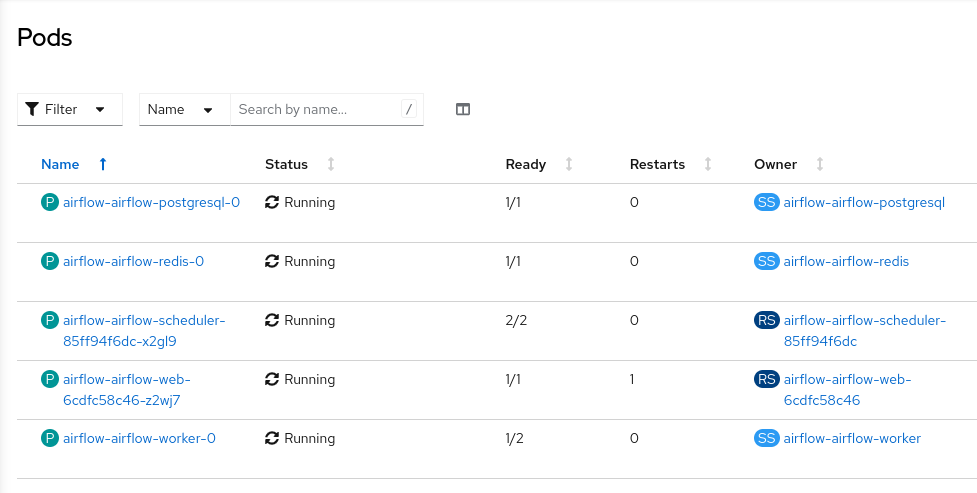 Pods
Filter Name Search by name... /
Name Status Ready Restarts Owner
P airflow-airflow-postgresql-0 Running 1/1 0 SS airflow-airflow-postgresql
P airflow-airflow-redis-0 Running 1/1 0 SS airflow-airflow-redis
P airflow-airflow-scheduler- Running 2/2 0 RS airflow-airflow-scheduler-
85ff94f6dc-x2gl9 85ff94f6dc
P airflow-airflow-web- Running 1/1 1 RS airflow-airflow-web-
6cdfc58c46-z2wj7 6cdfc58c46
P airflow-airflow-worker-0 Running 1/2 0 SS airflow-airflow-worker